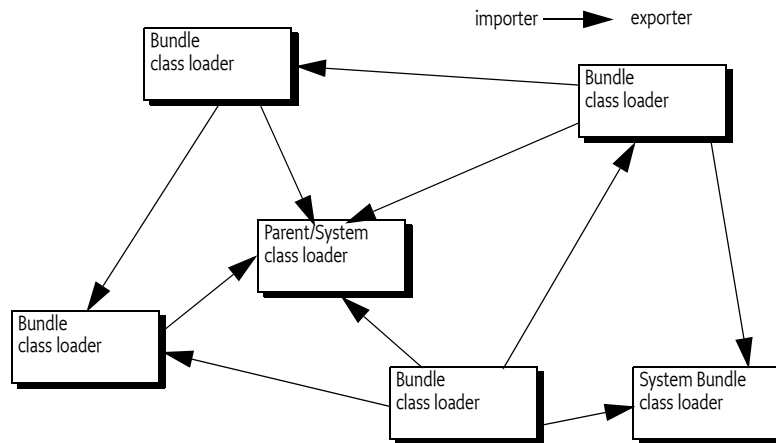 importer exporter
Bundle
class loader
Bundle
class loader
Parent/System
class loader
Bundle
class loader
Bundle
class loader
System Bundle
class loader